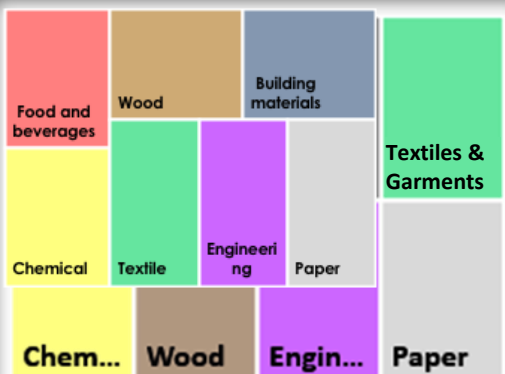 Food and
beverages
Wood
Building
materials
Textiles &
Garments
Chemical
Textile
Engineeri
ng
Paper
Chem...
Wood
Engin...
Paper